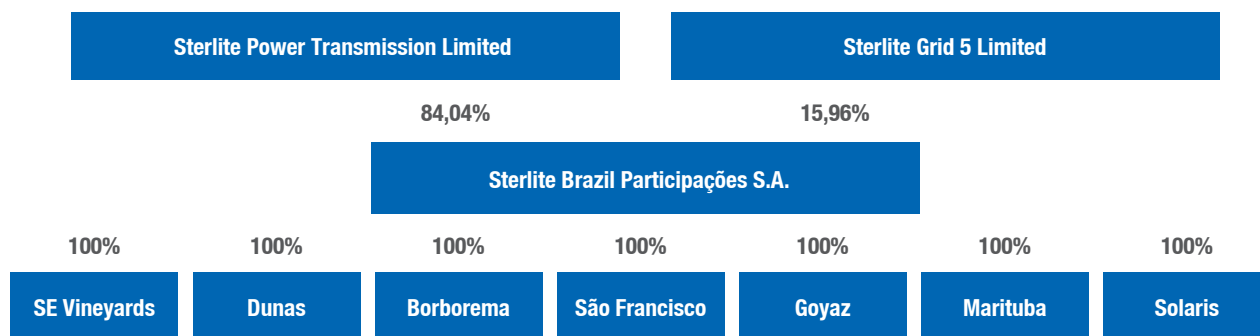 Sterlite Power Transmission Limited
Sterlite Grid 5 Limited
84,04%
15,96%
Sterlite Brazil Participações S.A.
100%
100%
100%
100%
100%
100%
100%
SE Vineyards
Dunas
Borborema
São Francisco
Goyaz
Marituba
Solaris